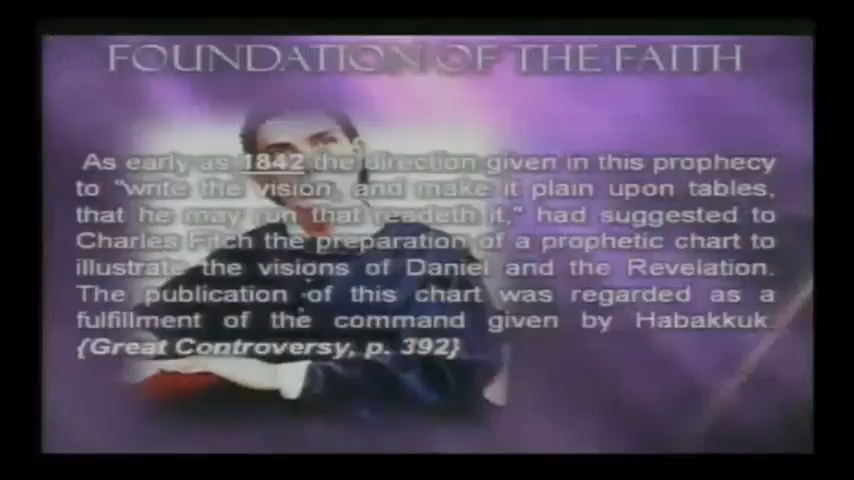 FOUNDATION OF THE FAITH
As early as 1842 the direction given in this prophecy
to "write the vision, and make it plain upon tables,
that he may run that readeth it," had suggested to
Charles Fitch the preparation of a prophetic chart to
illustrate the visions of Daniel and the Revelation.
The publication of this chart was regarded as a
fulfillment of the command given by Habakkuk.
{Great Controversy, p. 392}